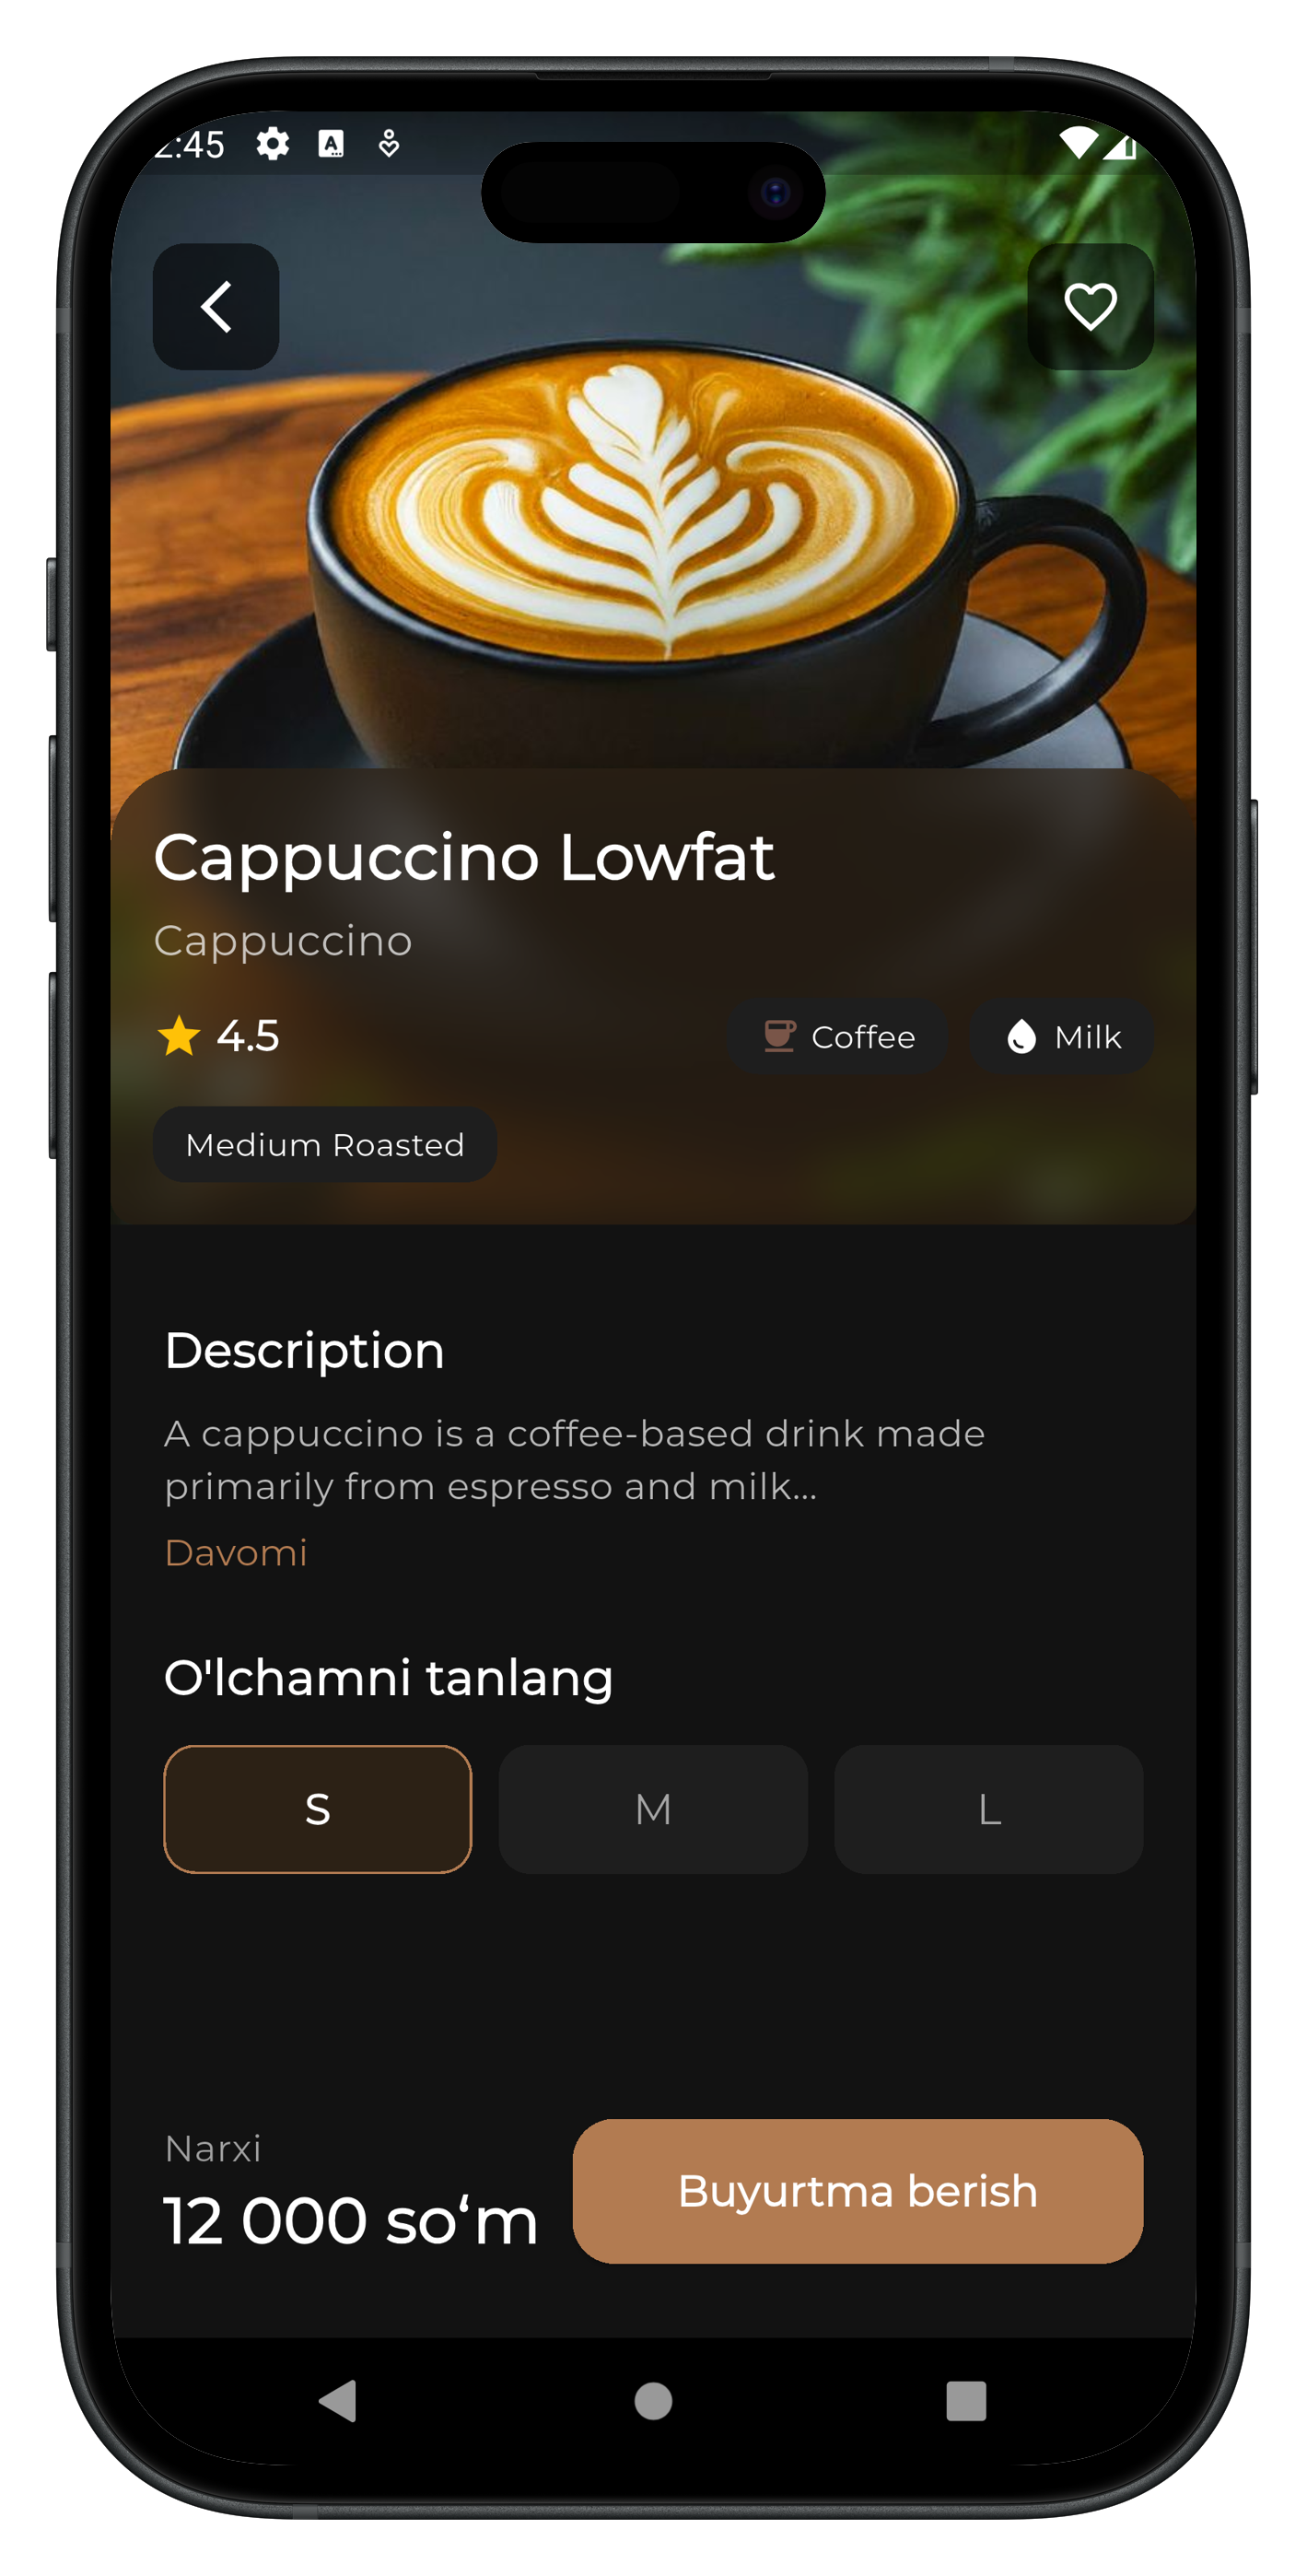 2:45
Cappuccino Lowfat
Cappuccino
4.5
Coffee
Milk
Medium Roasted
Description
A cappuccino is a coffee-based drink made
primarily from espresso and milk...
Davomi
O'lchamni tanlang
S
M
L
Narxi
12 000 soʻm
Buyurtma berish